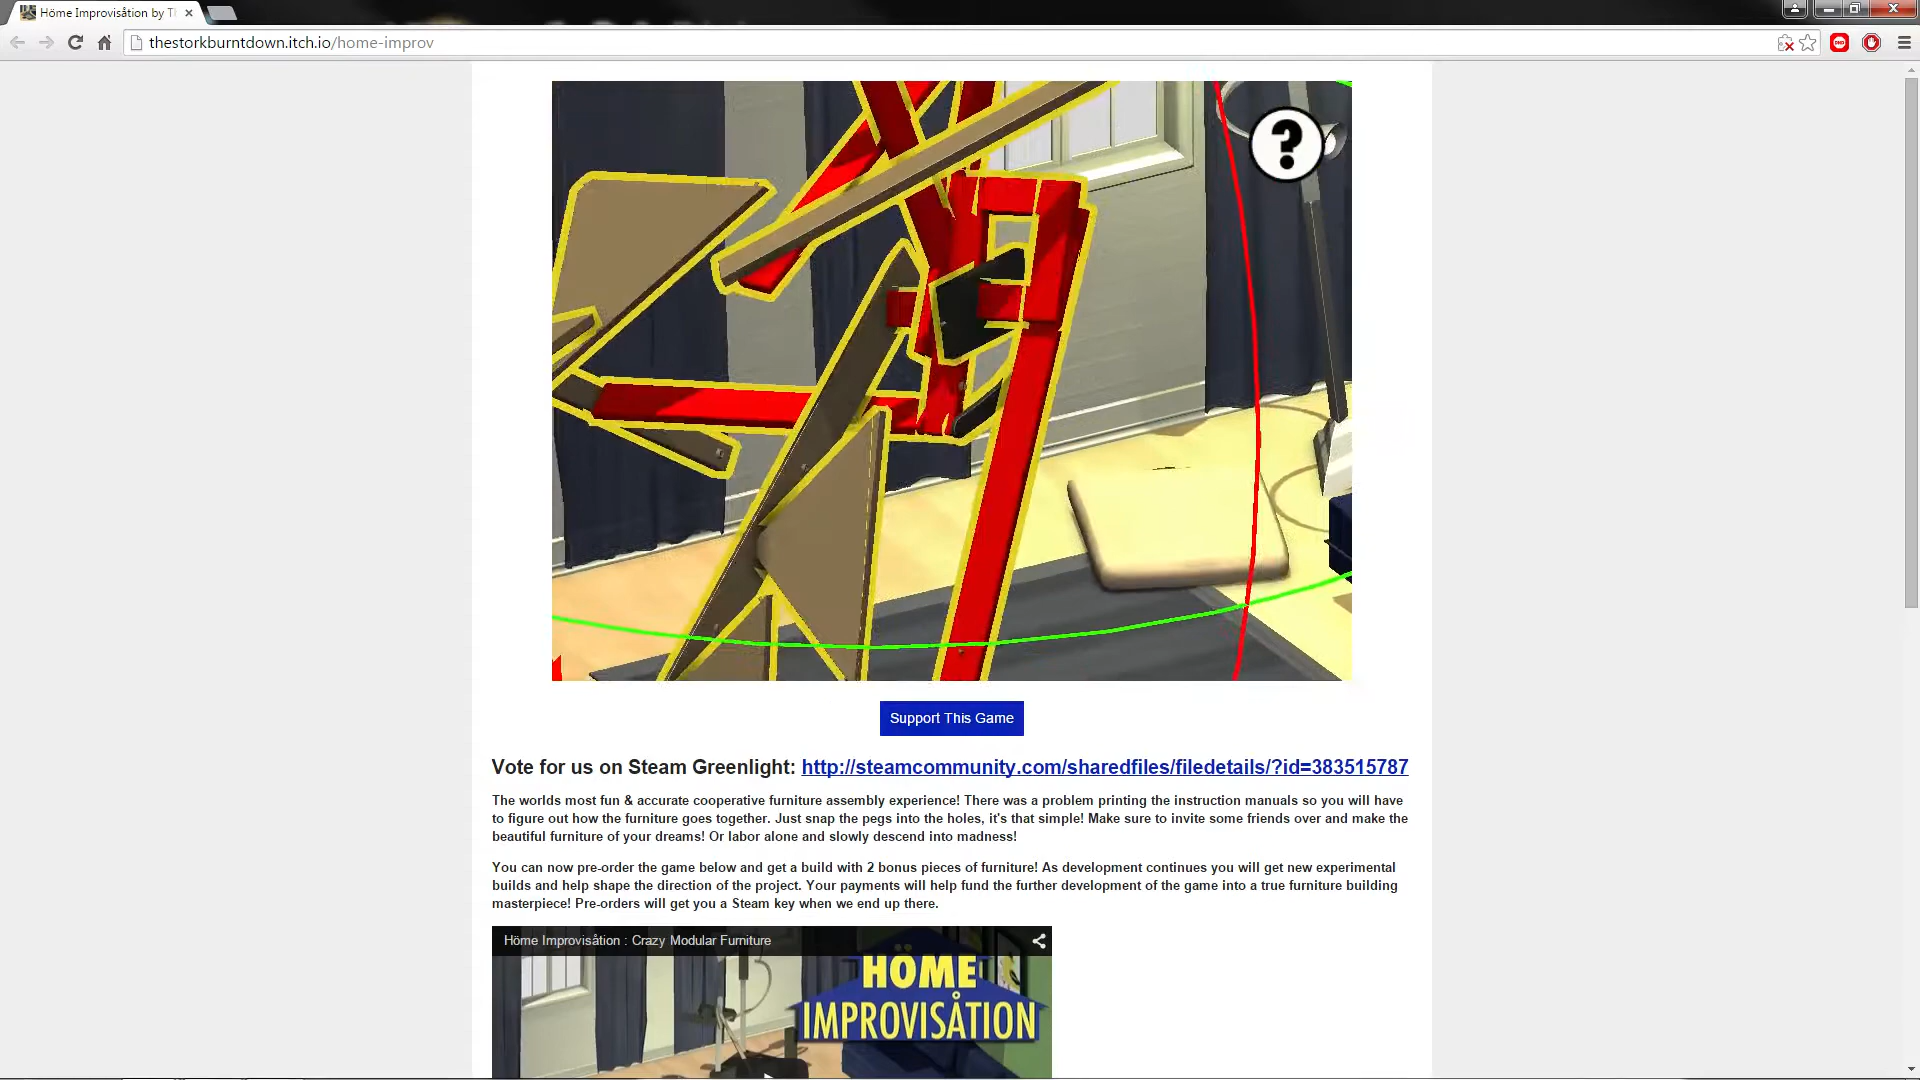 Höme Improvisåtion by T
thestorkburntdown.itch.io/home-improv
?
Support This Game
Vote for us on Steam Greenlight: http://steamcommunity.com/sharedfiles/filedetails/?id=383515787
The worlds most fun & accurate cooperative furniture assembly experience! There was a problem printing the instruction manuals so you will have
to figure out how the furniture goes together. Just snap the pegs into the holes, it's that simple! Make sure to invite some friends over and make the
beautiful furniture of your dreams! Or labor alone and slowly descend into madness!
You can now pre-order the game below and get a build with 2 bonus pieces of furniture! As development continues you will get new experimental
builds and help shape the direction of the project. Your payments will help fund the further development of the game into a true furniture building
masterpiece! Pre-orders will get you a Steam key when we end up there.
Höme Improvisåtion : Crazy Modular Furniture
HÖME
IMPROVISÅTION